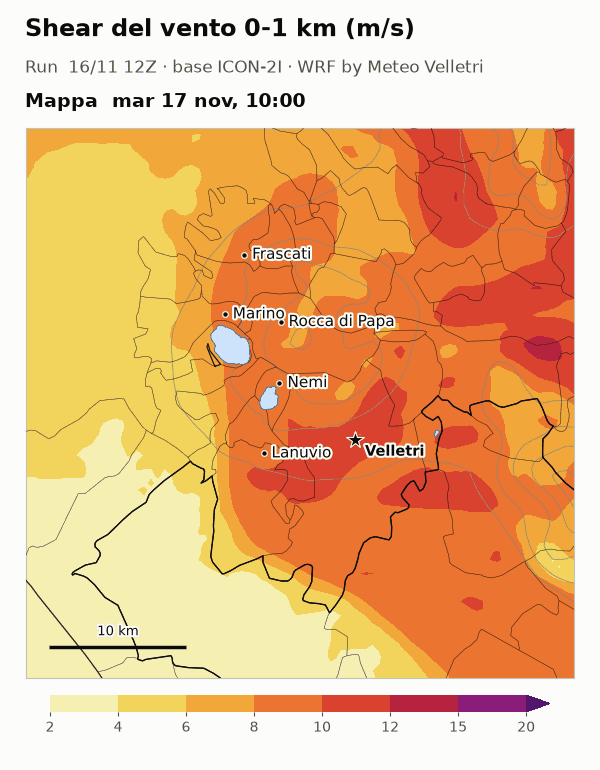 Shear del vento 0-1 km (m/s)
Run  16/11 12Z · base ICON-2I · WRF by Meteo Velletri
Mappa  mar 17 nov, 10:00
Frascati
Marino
Rocca di Papa
Nemi
Velletri
Lanuvio
10 km
2 4 6 8 10 12 15 20